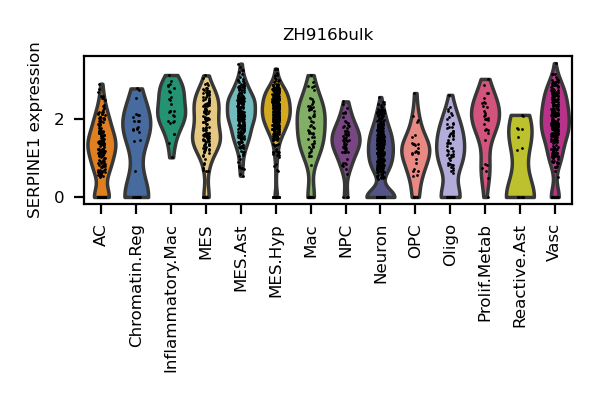 ZH916bulk
SERPINE1 expression
2
0
AC
Chromatin.Reg
Inflammatory.Mac
MES
MES.Ast
MES.Hyp
Mac
NPC
Neuron
OPC
Oligo
Prolif.Metab
Reactive.Ast
Vasc